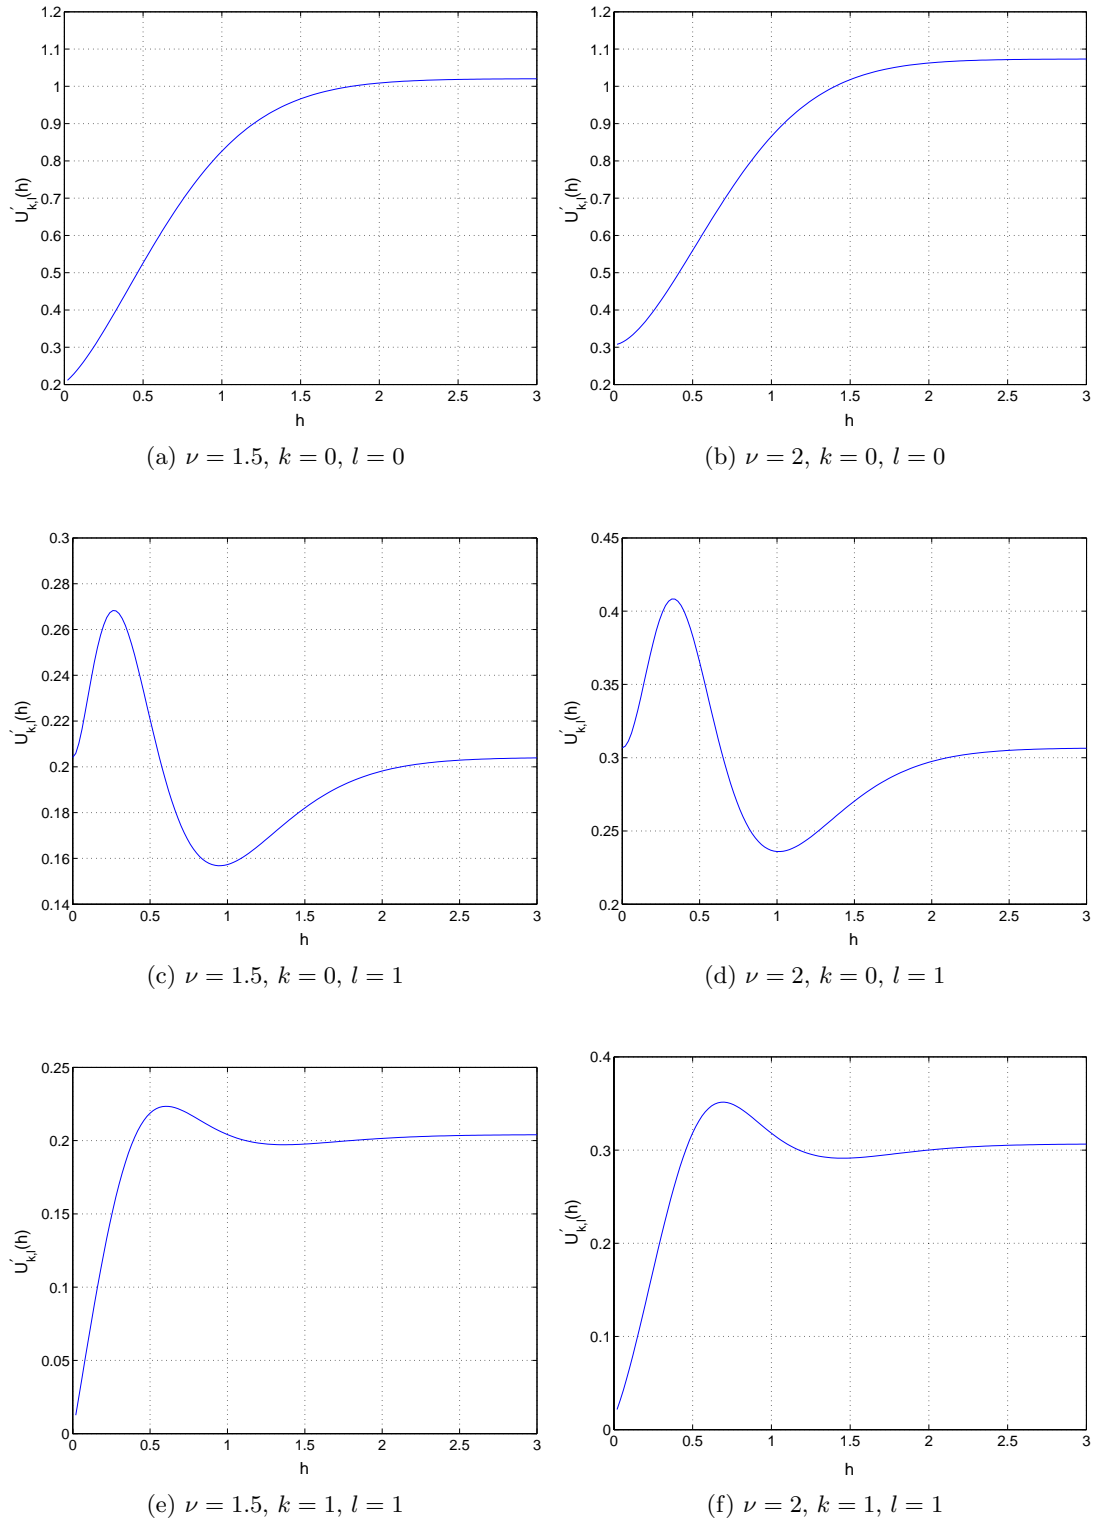 1.2
1.1
1
0.9
0.8
0.7
0.6
0.5
0.4
0.3
0.2
U′k,l(h)
0 0.5 1 1.5 2 2.5 3
h
(a) ν = 1.5, k = 0, l = 0
1.2
1.1
1
0.9
0.8
0.7
0.6
0.5
0.4
0.3
0.2
U′k,l(h)
0 0.5 1 1.5 2 2.5 3
h
(b) ν = 2, k = 0, l = 0
0.3
0.28
0.26
0.24
0.22
0.2
0.18
0.16
0.14
U′k,l(h)
0 0.5 1 1.5 2 2.5 3
h
(c) ν = 1.5, k = 0, l = 1
0.45
0.4
0.35
0.3
0.25
0.2
U′k,l(h)
0 0.5 1 1.5 2 2.5 3
h
(d) ν = 2, k = 0, l = 1
0.25
0.2
0.15
0.1
0.05
0
U′k,l(h)
0 0.5 1 1.5 2 2.5 3
h
(e) ν = 1.5, k = 1, l = 1
0.4
0.3
0.2
0.1
0
U′k,l(h)
0 0.5 1 1.5 2 2.5 3
h
(f) ν = 2, k = 1, l = 1